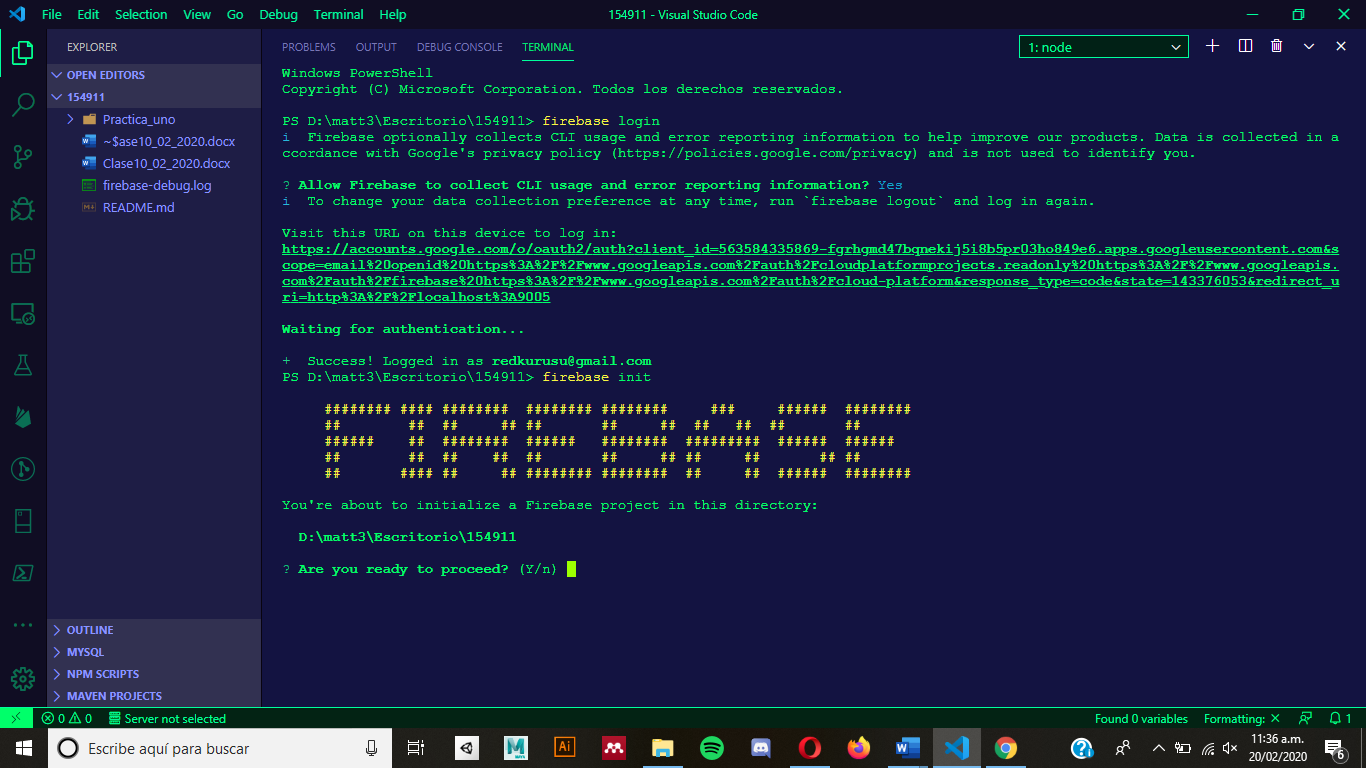 File Edit Selection View Go Debug Terminal Help
154911 - Visual Studio Code
EXPLORER
OPEN EDITORS
154911
Practica_uno
~$ase10_02_2020.docx
Clase10_02_2020.docx
firebase-debug.log
README.md
OUTLINE
MYSQL
NPM SCRIPTS
MAVEN PROJECTS
PROBLEMS OUTPUT DEBUG CONSOLE TERMINAL
1: node
Windows PowerShell
Copyright (C) Microsoft Corporation. Todos los derechos reservados.
PS D:\matt3\Escritorio\154911> firebase login
i  Firebase optionally collects CLI usage and error reporting information to help improve our products. Data is collected in a
ccordance with Google's privacy policy (https://policies.google.com/privacy) and is not used to identify you.
? Allow Firebase to collect CLI usage and error reporting information? Yes
i  To change your data collection preference at any time, run `firebase logout` and log in again.
Visit this URL on this device to log in:
https://accounts.google.com/o/oauth2/auth?client_id=563584335869-fgrhgmd47bqnekij5i8b5pr03ho849e6.apps.googleusercontent.com&s
cope=email%20openid%20https%3A%2F%2Fwww.googleapis.com%2Fauth%2Fcloudplatformprojects.readonly%20https%3A%2F%2Fwww.googleapis.
com%2Fauth%2Ffirebase%20https%3A%2F%2Fwww.googleapis.com%2Fauth%2Fcloud-platform&response_type=code&state=143376053&redirect_u
ri=http%3A%2F%2Flocalhost%3A9005
Waiting for authentication...
+  Success! Logged in as redkurusu@gmail.com
PS D:\matt3\Escritorio\154911> firebase init
FIREBASE
You're about to initialize a Firebase project in this directory:
D:\matt3\Escritorio\154911
? Are you ready to proceed? (Y/n)
0 0 Server not selected
Found 0 variables Formatting: × 1
Escribe aquí para buscar
11:36 a.m.
20/02/2020
6